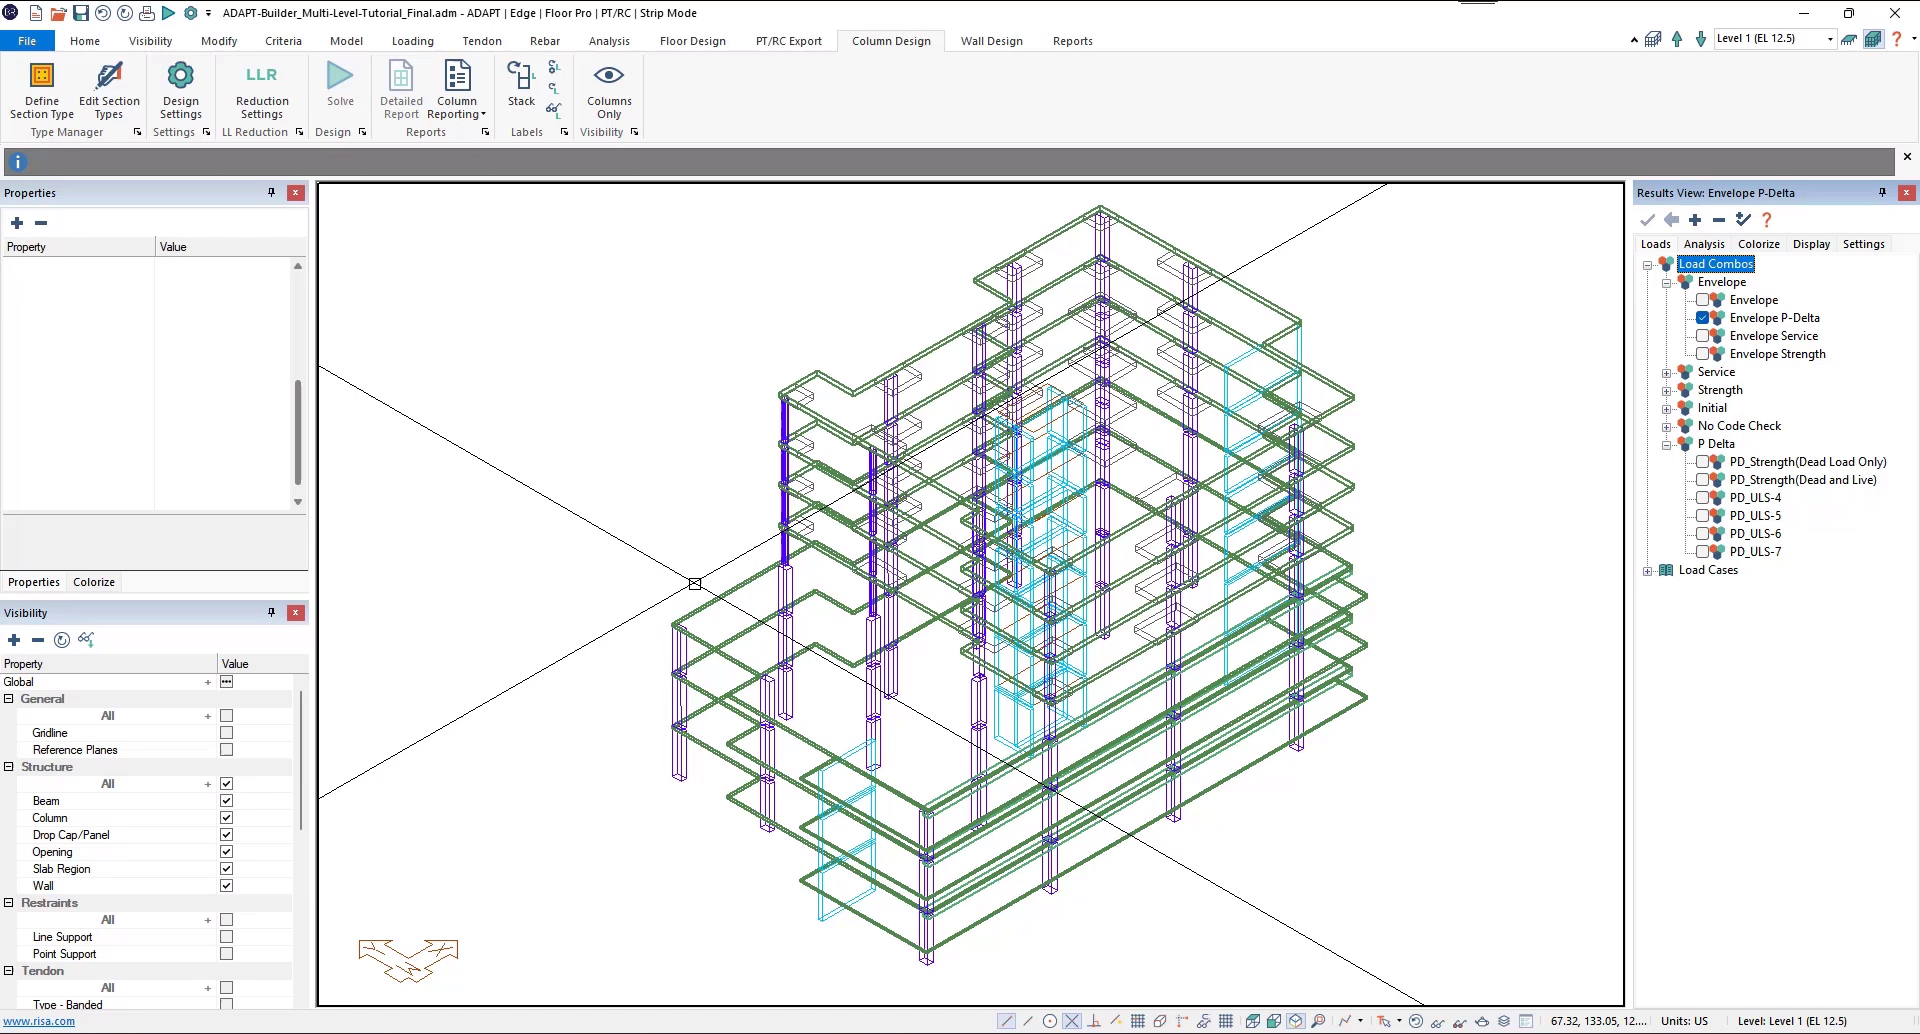 ADAPT-Builder_Multi-Level-Tutorial_Final.adm - ADAPT | Edge | Floor Pro | PT/RC | Strip Mode
File Home Visibility Modify Criteria Model Loading Tendon Rebar Analysis Floor Design PT/RC Export Column Design Wall Design Reports
Level 1 (EL 12.5)
LLR
Define Section Type
Edit Section Types
Design Settings
Reduction Settings
Solve
Detailed Report
Column Reporting
Stack
Columns Only
Type Manager Settings LL Reduction Design Reports Labels Visibility
Properties
Property Value
Properties Colorize
Visibility
Property Value
Global
General
All
Gridline
Reference Planes
Structure
All
Beam
Column
Drop Cap/Panel
Opening
Slab Region
Wall
Restraints
All
Line Support
Point Support
Tendon
All
Type - Banded
Results View: Envelope P-Delta
Loads Analysis Colorize Display Settings
Load Combos
Envelope
Envelope
Envelope P-Delta
Envelope Service
Envelope Strength
Service
Strength
Initial
No Code Check
P Delta
PD_Strength(Dead Load Only)
PD_Strength(Dead and Live)
PD_ULS-4
PD_ULS-5
PD_ULS-6
PD_ULS-7
Load Cases
www.risa.com
67.32, 133.05, 12.... Units: US Level: Level 1 (EL 12.5)